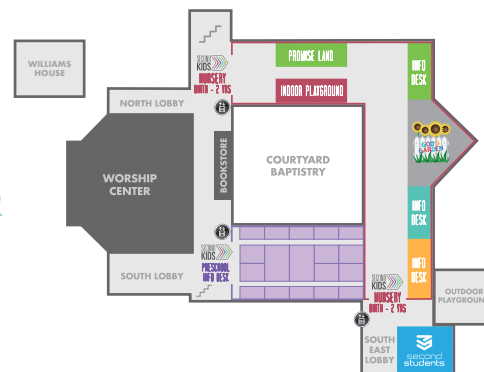 WILLIAMS
HOUSE
SECOND
KIDS
NURSERY
BIRTH - 2 YRS
PROMISE LAND
INFO
DESK
INDOOR PLAYGROUND
NORTH LOBBY
BOOKSTORE
COURTYARD
BAPTISTRY
GOD'S
GARDEN
WORSHIP
CENTER
INFO
DESK
SECOND
KIDS
PRESCHOOL
INFO DESK
SOUTH LOBBY
INFO
DESK
SECOND
KIDS
NURSERY
BIRTH - 2 YRS
OUTDOOR
PLAYGROUND
SOUTH
EAST
LOBBY
second
students